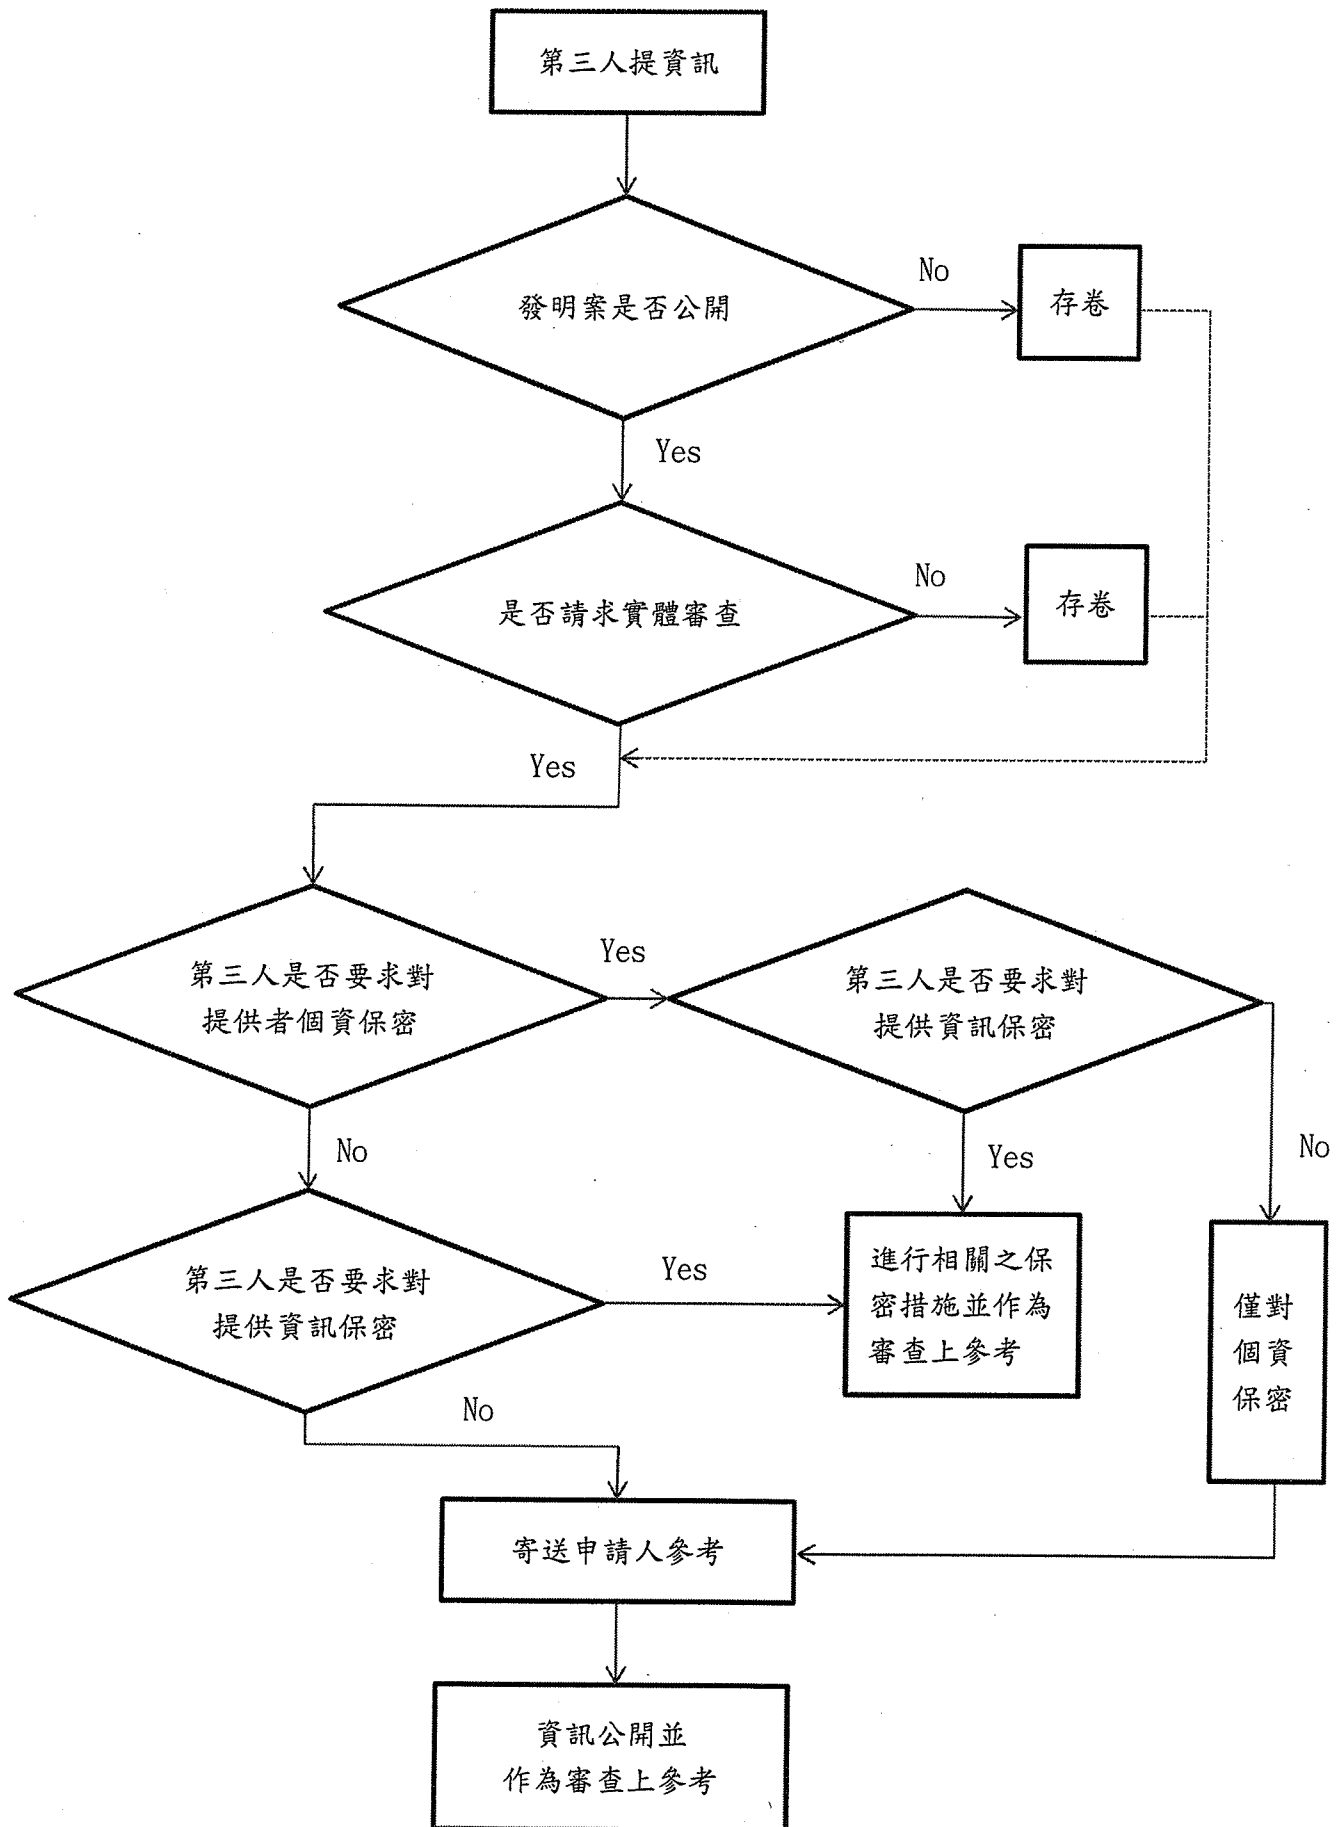 第三人提資訊
發明案是否公開
No
存卷
Yes
是否請求實體審查
No
存卷
Yes
第三人是否要求對
提供者個資保密
Yes
第三人是否要求對
提供資訊保密
No
Yes
No
第三人是否要求對
提供資訊保密
Yes
進行相關之保
密措施並作為
審查上參考
僅對
個資
保密
No
寄送申請人參考
資訊公開並
作為審查上參考